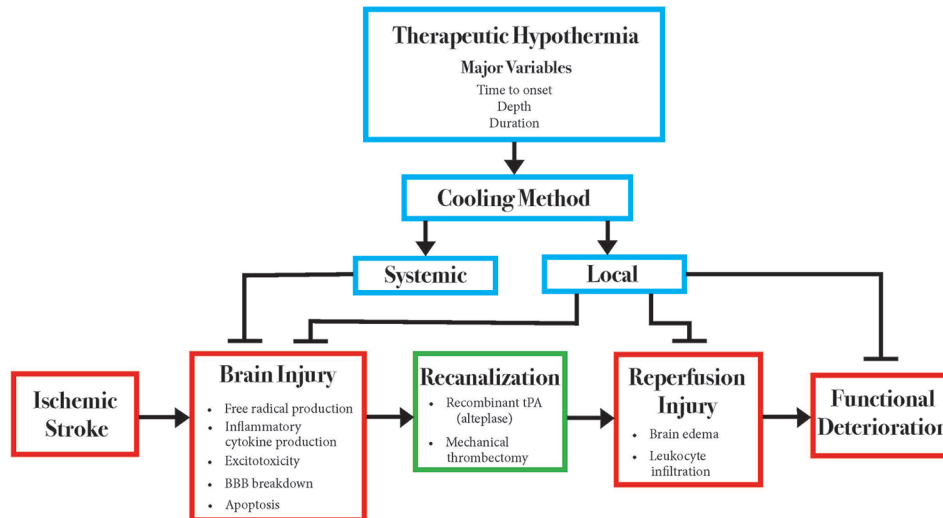 Therapeutic Hypothermia
Major Variables
Time to onset
Depth
Duration
Cooling Method
Systemic
Local
Ischemic
Stroke
Brain Injury
• Free radical production
• Inflammatory
cytokine production
• Excitotoxicity
• BBB breakdown
• Apoptosis
Recanalization
• Recombinant tPA
(alteplase)
• Mechanical
thrombectomy
Reperfusion
Injury
• Brain edema
• Leukocyte
infiltration
Functional
Deterioration